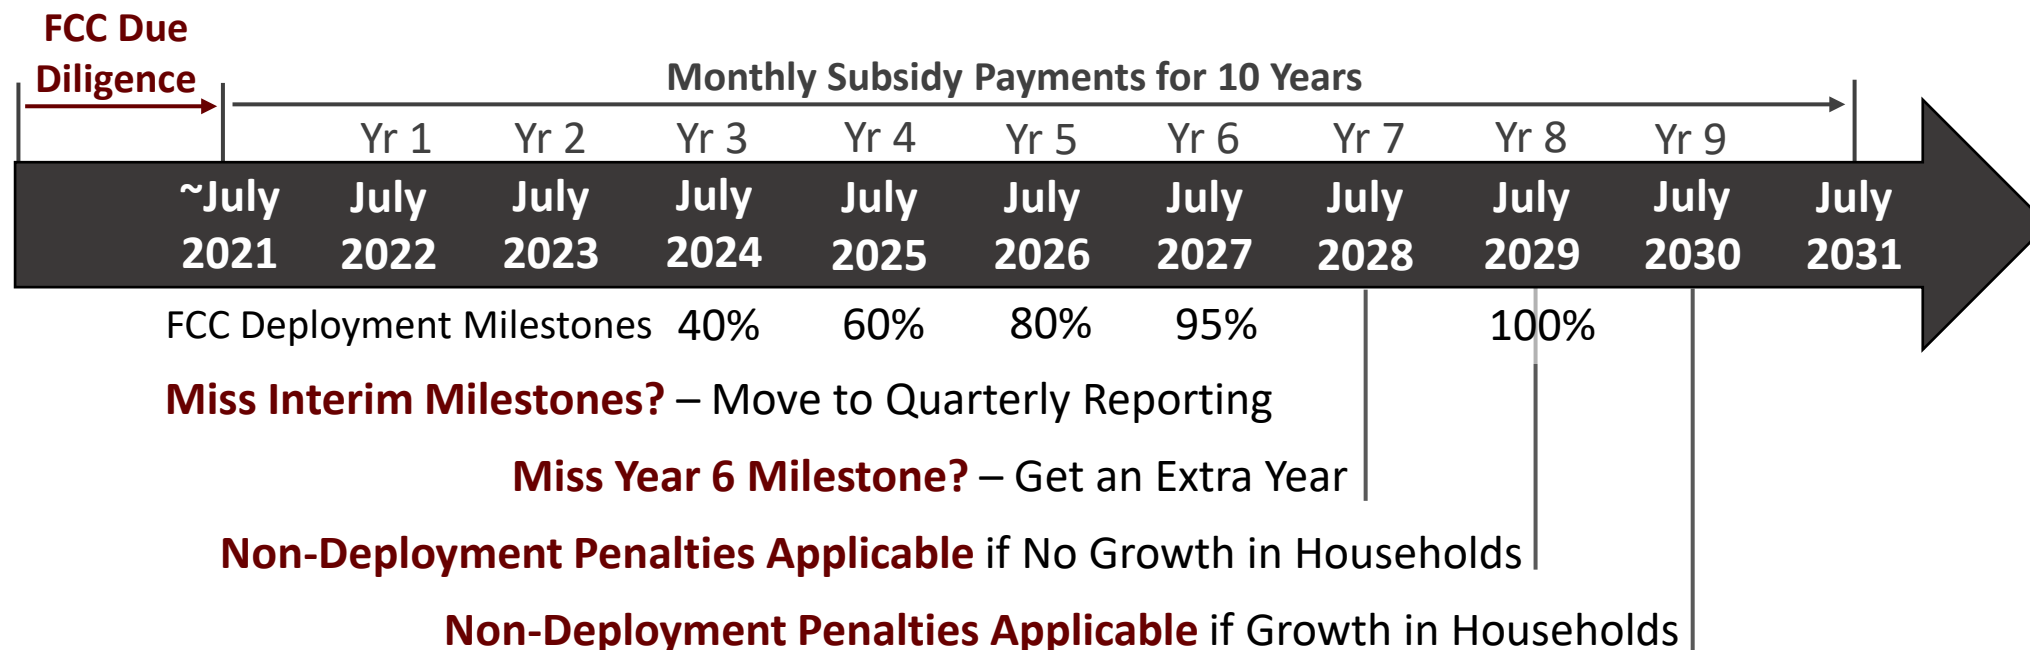 FCC Due
Diligence
Monthly Subsidy Payments for 10 Years
Yr 1 Yr 2 Yr 3 Yr 4 Yr 5 Yr 6 Yr 7 Yr 8 Yr 9
~July July July July July July July July July July July
2021 2022 2023 2024 2025 2026 2027 2028 2029 2030 2031
FCC Deployment Milestones 40% 60% 80% 95% 100%
Miss Interim Milestones? – Move to Quarterly Reporting
Miss Year 6 Milestone? – Get an Extra Year
Non-Deployment Penalties Applicable if No Growth in Households
Non-Deployment Penalties Applicable if Growth in Households